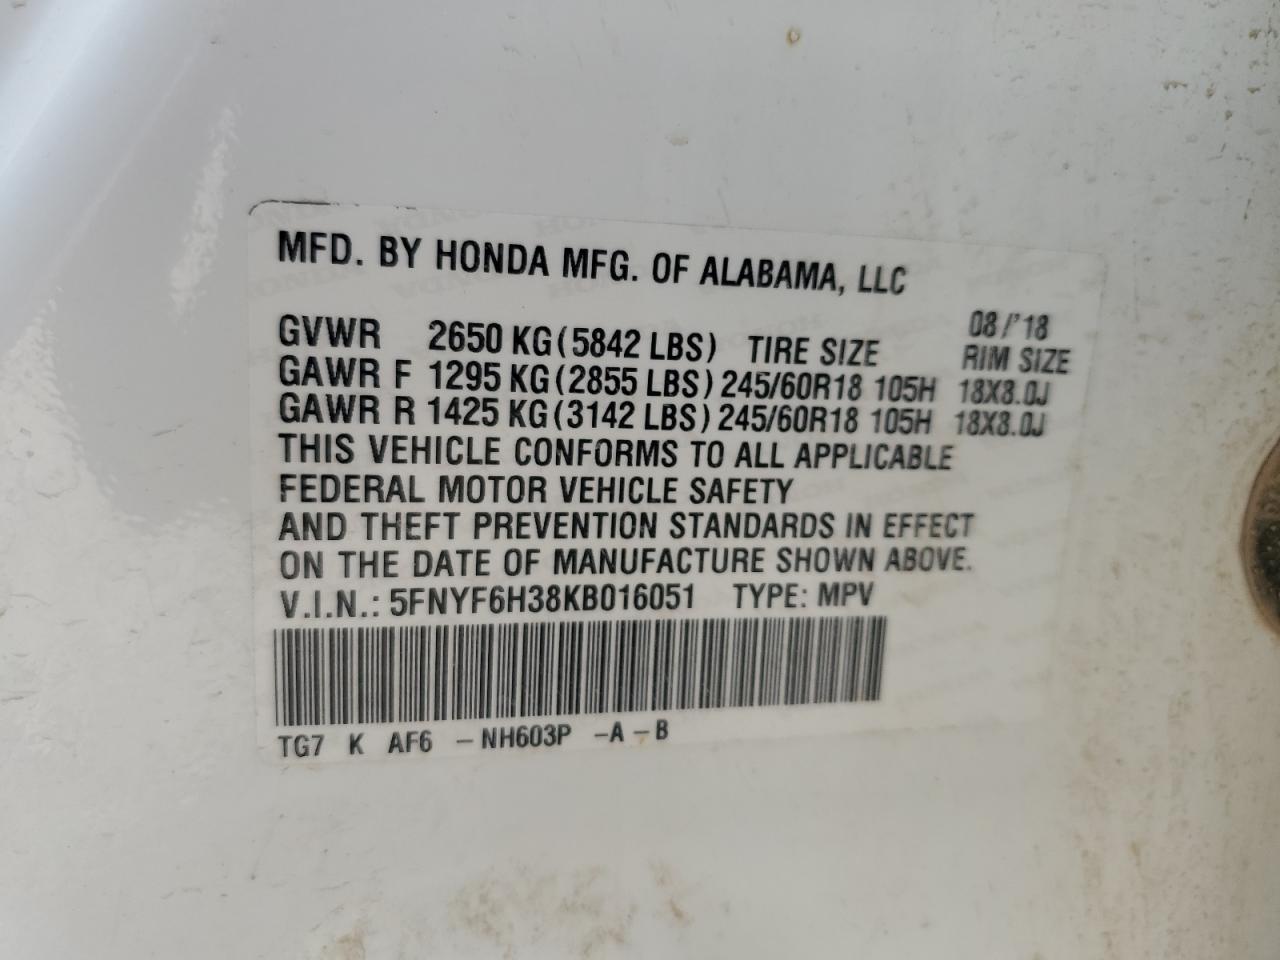 MFD. BY HONDA MFG. OF ALABAMA, LLC
08/'18
GVWR 2650 KG(5842 LBS) TIRE SIZE RIM SIZE
GAWR F 1295 KG(2855 LBS) 245/60R18 105H 18X8.0J
GAWR R 1425 KG(3142 LBS) 245/60R18 105H 18X8.0J
THIS VEHICLE CONFORMS TO ALL APPLICABLE
FEDERAL MOTOR VEHICLE SAFETY
AND THEFT PREVENTION STANDARDS IN EFFECT
ON THE DATE OF MANUFACTURE SHOWN ABOVE.
V.I.N.: 5FNYF6H38KB016051 TYPE: MPV
TG7 K AF6 -NH603P -A-B